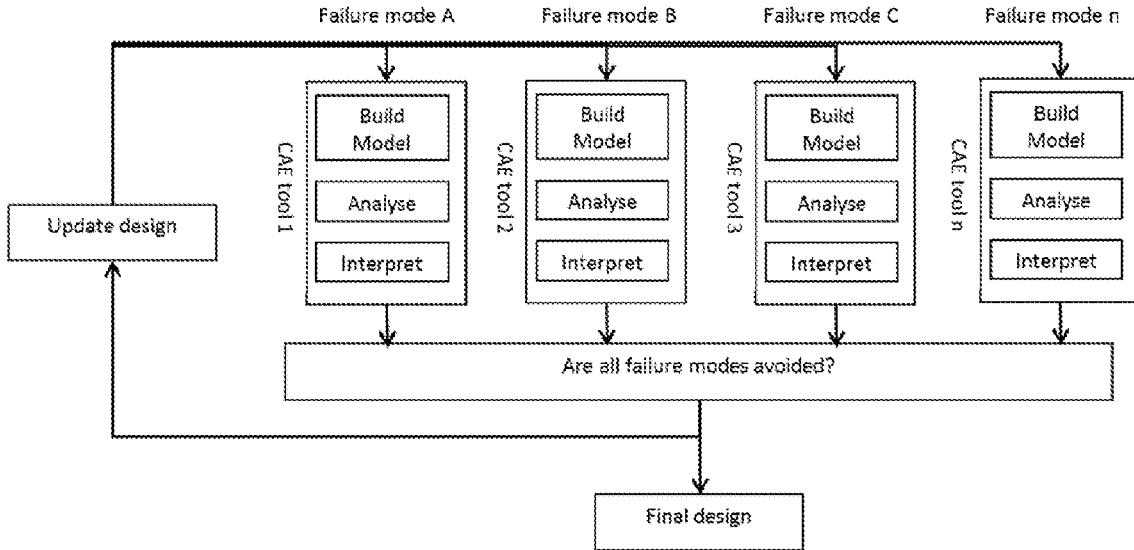 Failure mode A
Failure mode B
Failure mode C
Failure mode n
CAE tool 1
Build
Model
Analyse
Interpret
CAE tool 2
Build
Model
Analyse
Interpret
CAE tool 3
Build
Model
Analyse
Interpret
CAE tool n
Build
Model
Analyse
Interpret
Update design
Are all failure modes avoided?
Final design